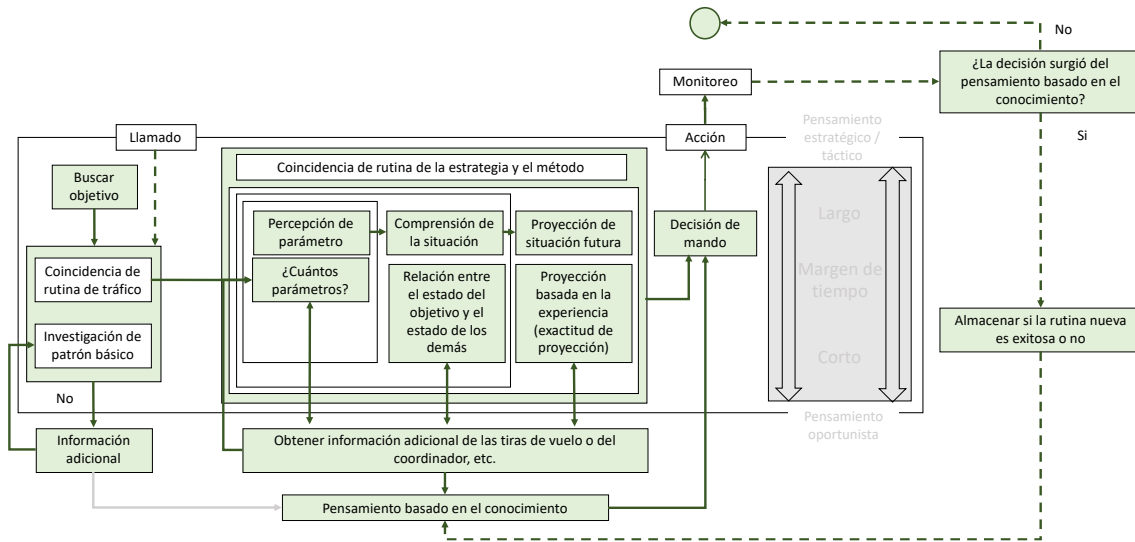 No
¿La decisión surgió del
pensamiento basado en el
conocimiento?
Monitoreo
Llamado
Acción
Pensamiento
estratégico /
táctico
Si
Buscar
objetivo
Coincidencia de rutina de la estrategia y el método
Percepción de
parámetro
Comprensión de
la situación
Proyección de
situación futura
Decisión de
mando
Largo
Coincidencia de
rutina de tráfico
¿Cuántos
parámetros?
Relación entre
el estado del
objetivo y el
estado de los
demás
Proyección
basada en la
experiencia
(exactitud de
proyección)
Margen de
tiempo
Investigación de
patrón básico
Corto
Almacenar si la rutina nueva
es exitosa o no
No
Pensamiento
oportunista
Información
adicional
Obtener información adicional de las tiras de vuelo o del
coordinador, etc.
Pensamiento basado en el conocimiento